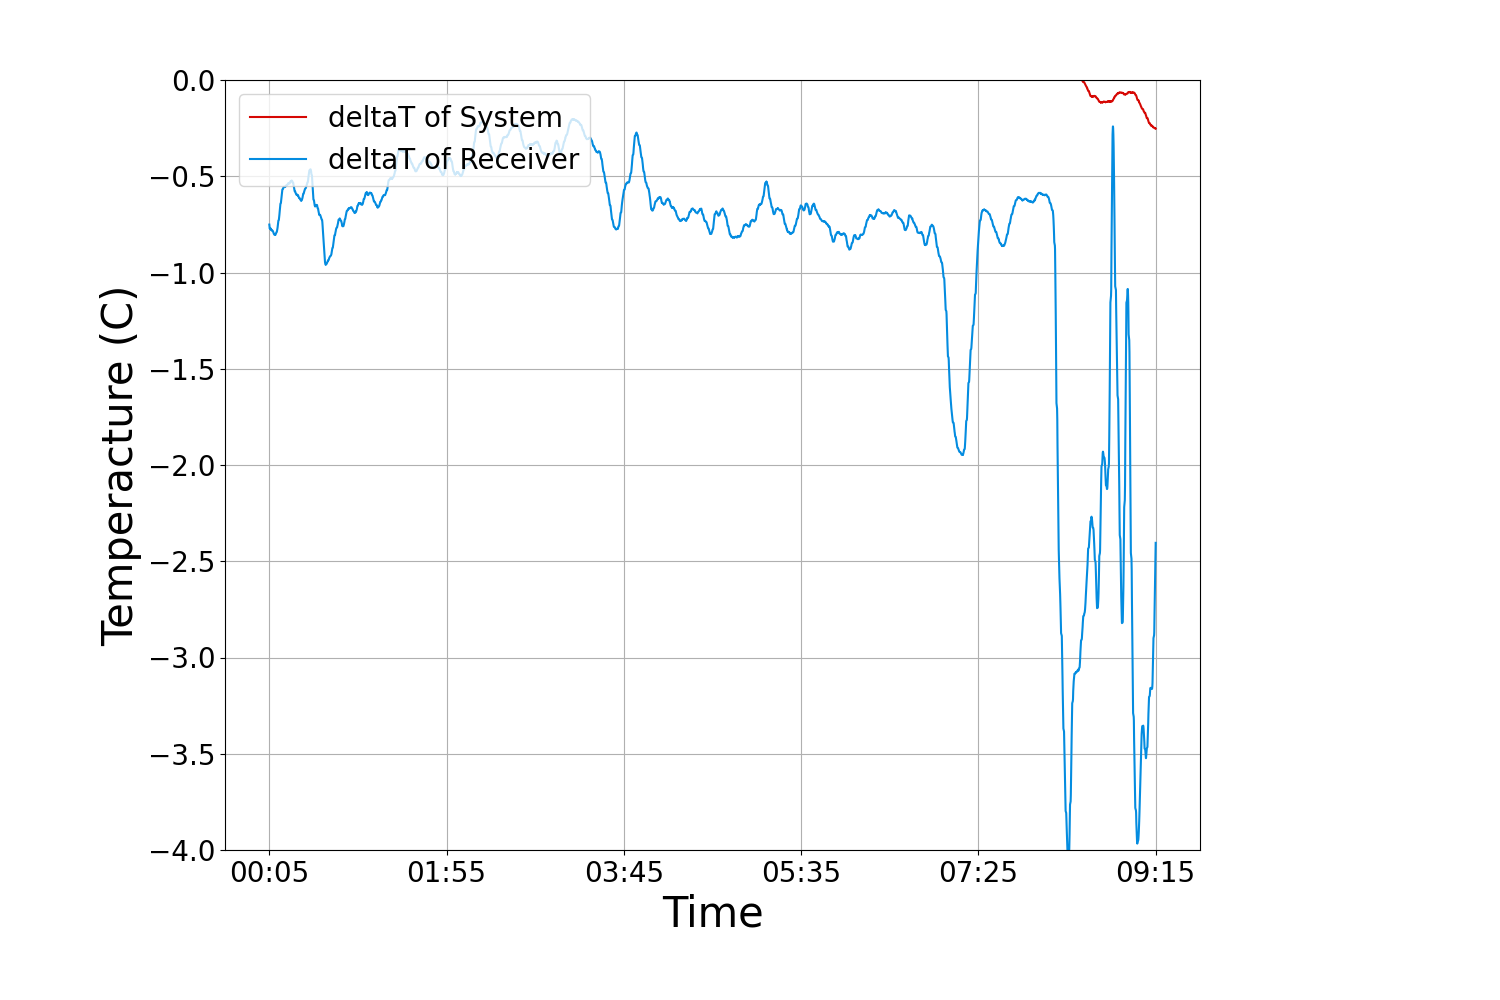 0.0
−0.5
−1.0
−1.5
−2.0
−2.5
−3.0
−3.5
−4.0
Temperacture (C)
deltaT of System
deltaT of Receiver
00:05 01:55 03:45 05:35 07:25 09:15
Time